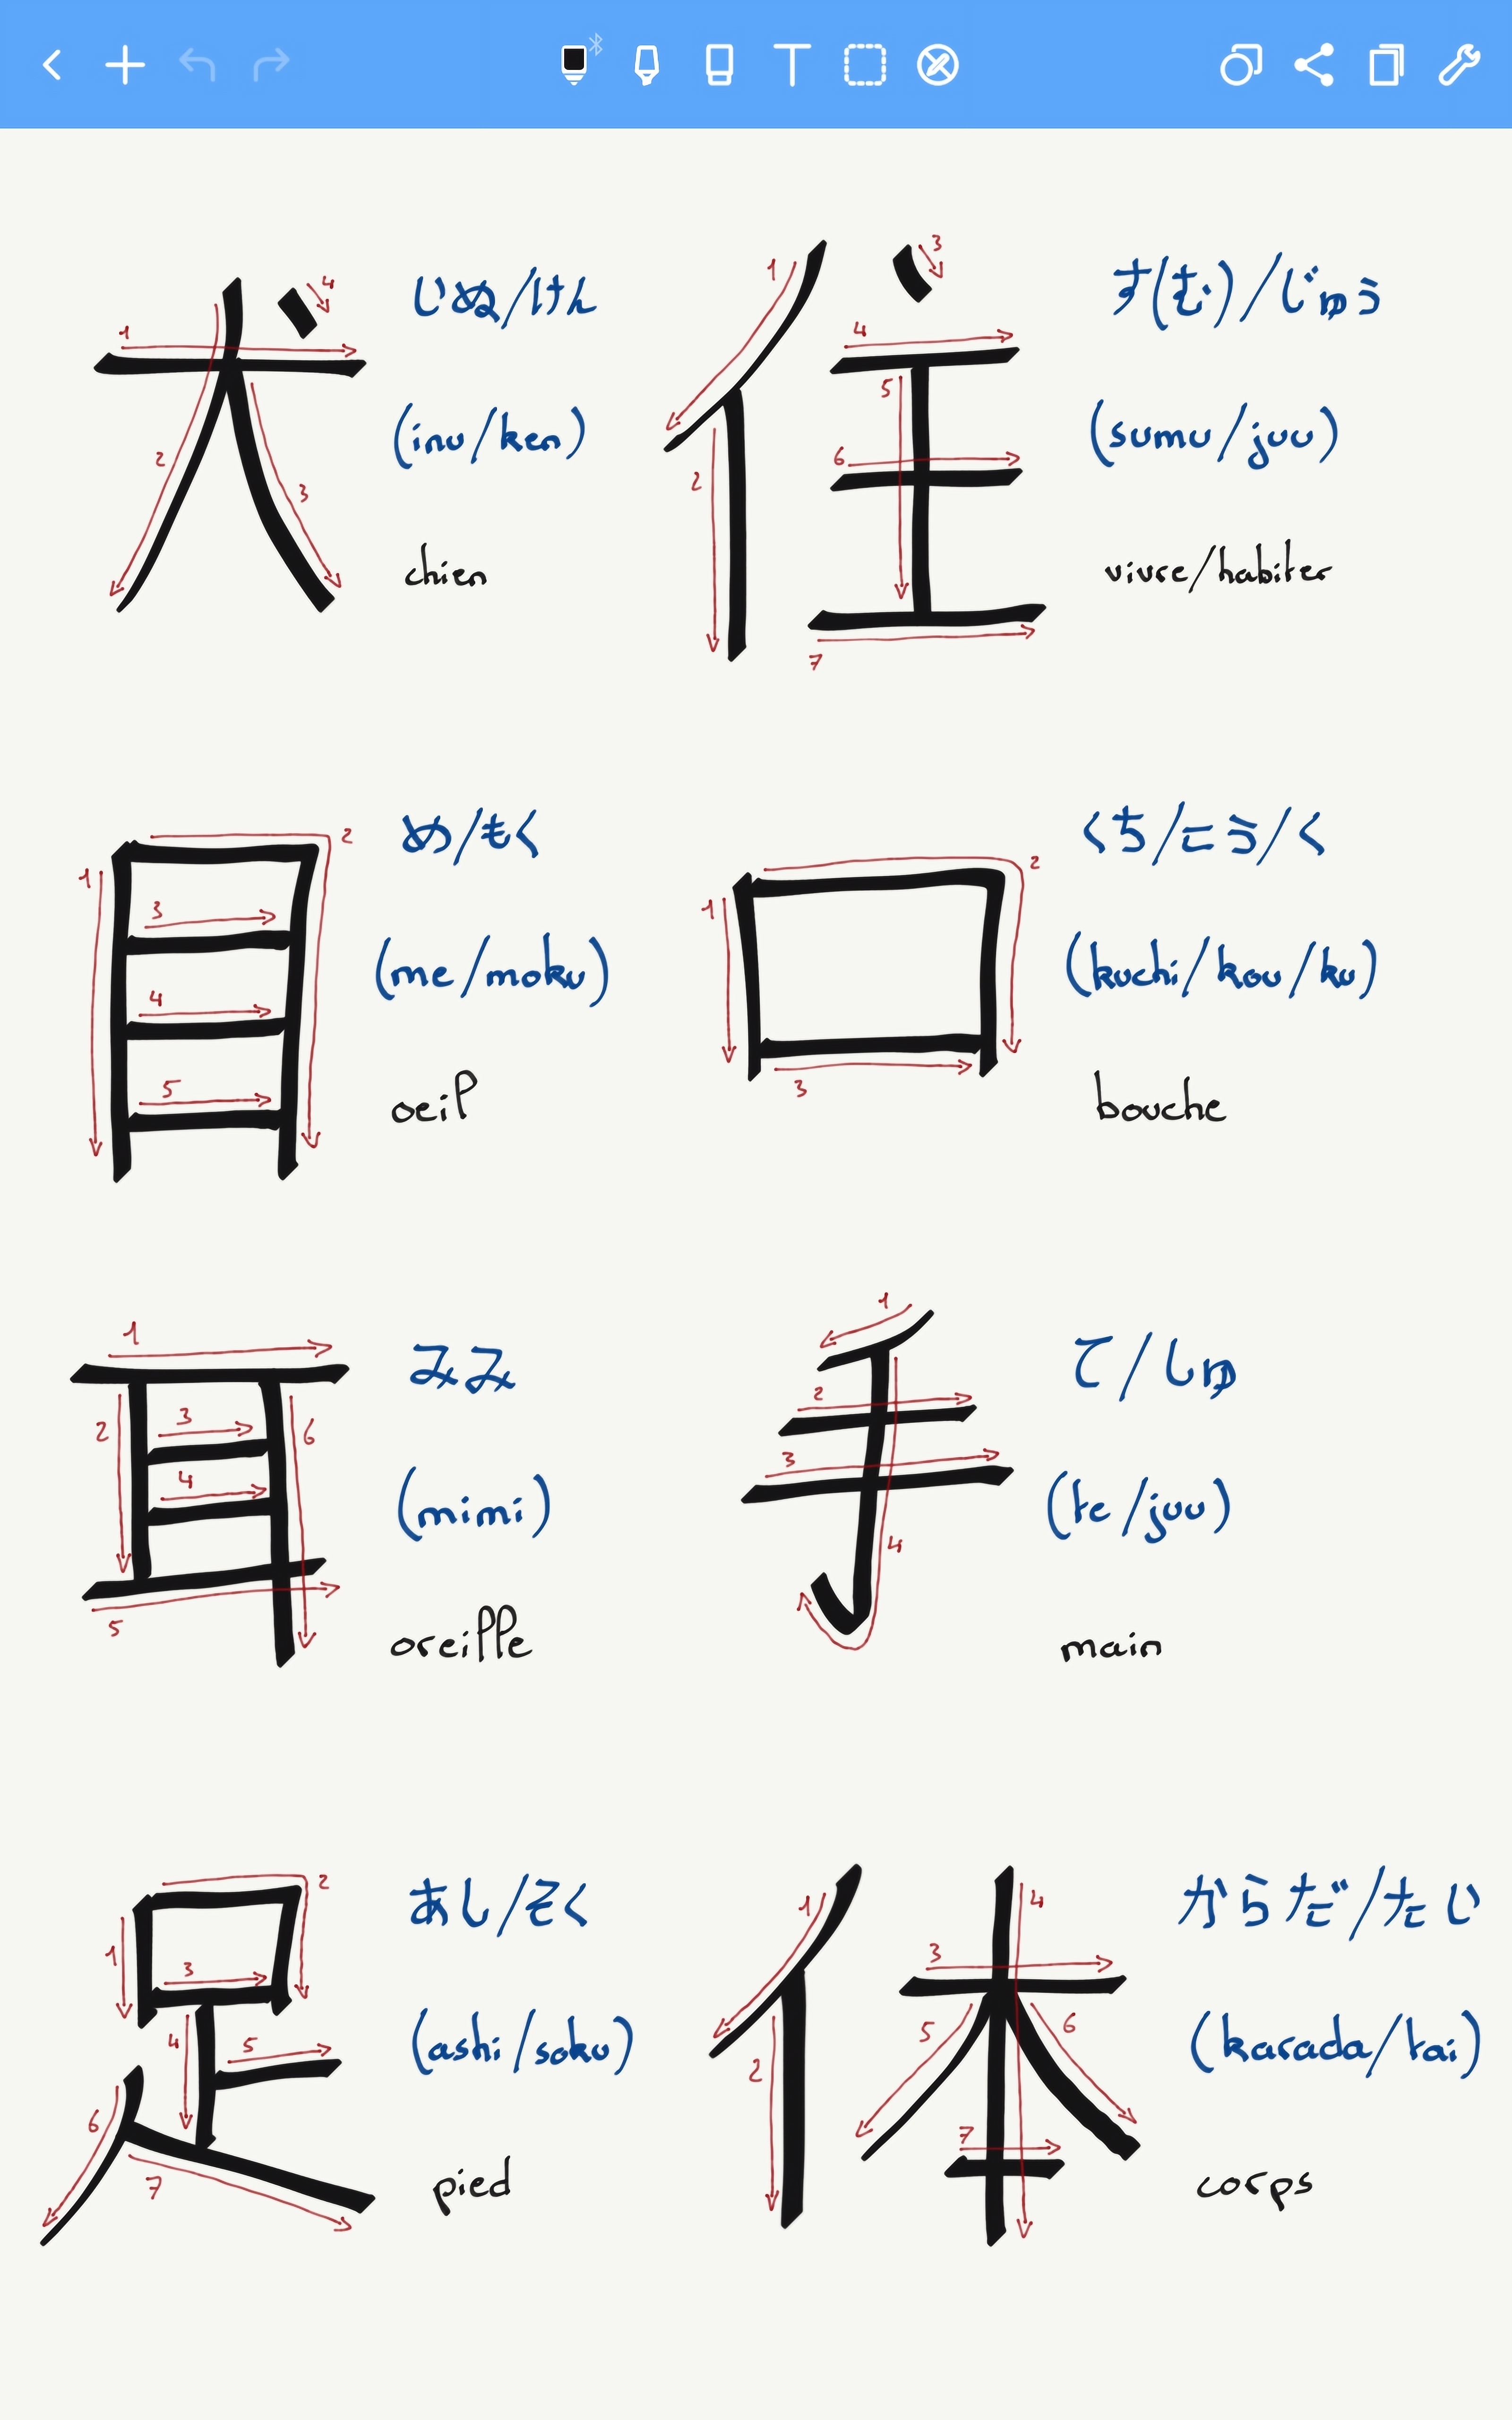 犬
いぬ/けん
(inu/ken)
chien
住
す(む)/じゅう
(sumu/juu)
vivre/habiter
目
め/もく
(me/moku)
oeil
口
くち/こう/く
(kuchi/kou/ku)
bouche
耳
みみ
(mimi)
oreille
手
て/しゅ
(te/juu)
main
足
あし/そく
(ashi/soku)
pied
体
からだ/たい
(karada/tai)
corps